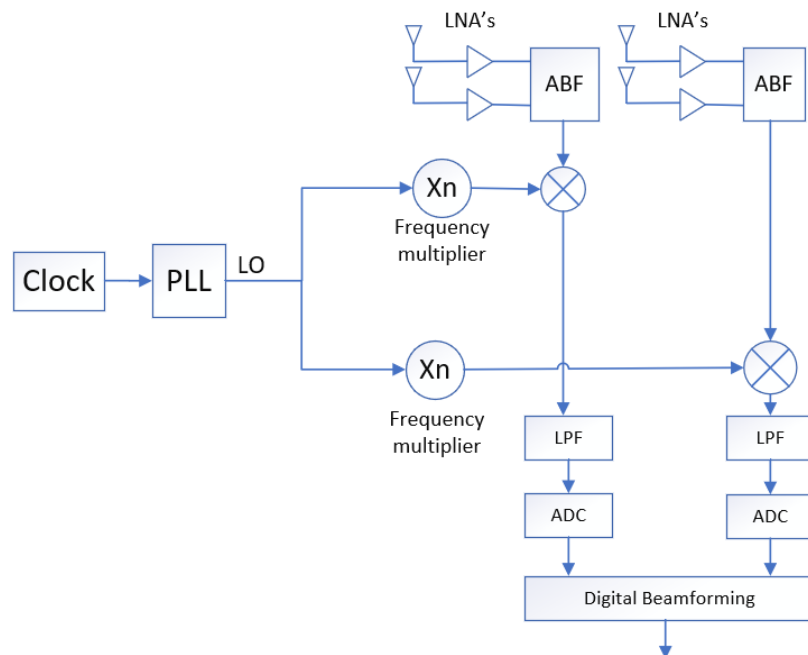 LNA's
LNA's
ABF
ABF
Xn
Frequency
multiplier
LO
Clock
PLL
Xn
Frequency
multiplier
LPF
LPF
ADC
ADC
Digital Beamforming